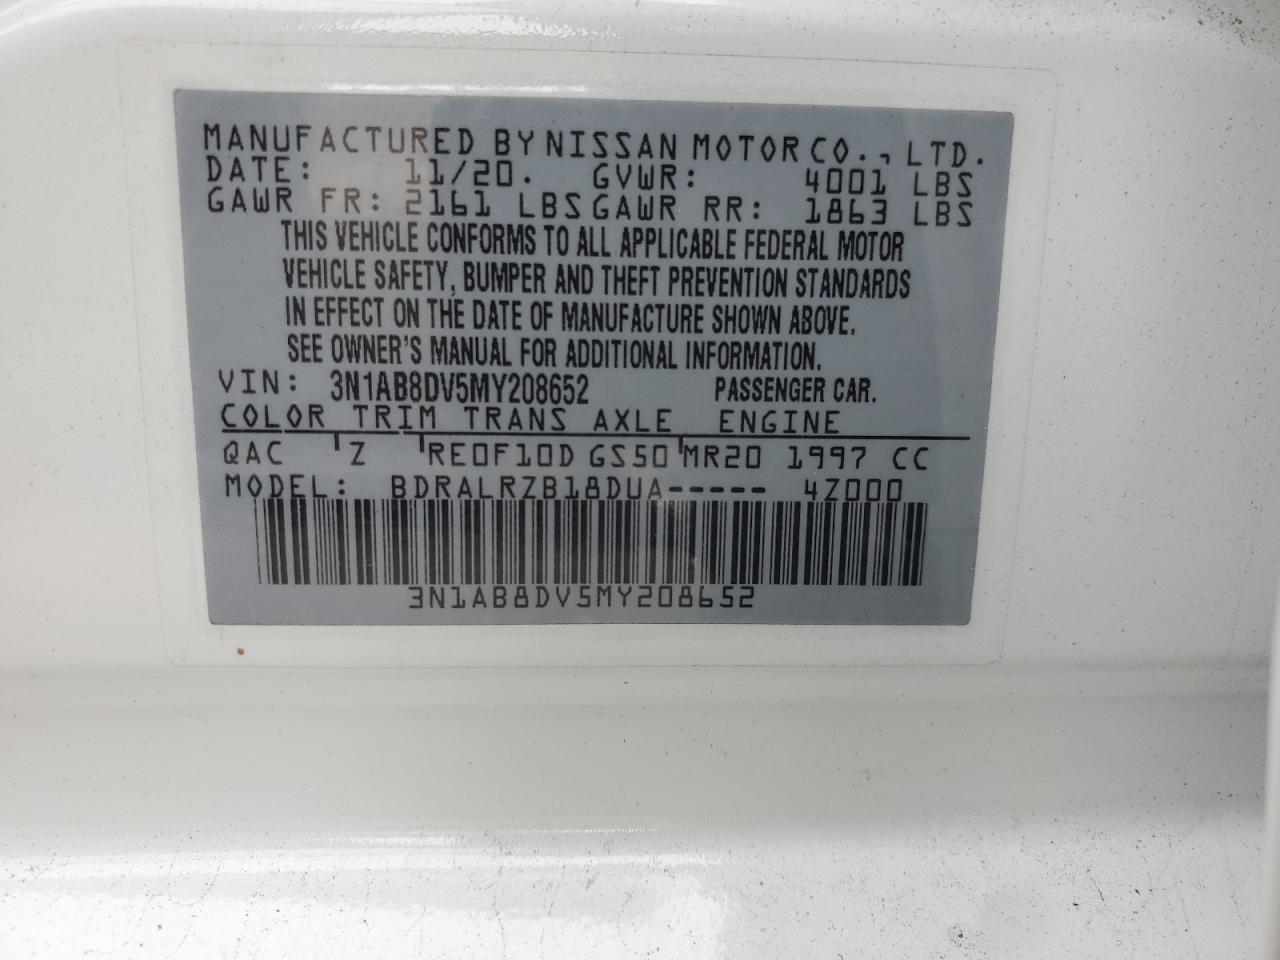 MANUFACTURED BY NISSAN MOTOR CO., LTD.
DATE: 11/20. GVWR: 4001 LBS
GAWR FR: 2161 LBS GAWR RR: 1863 LBS
THIS VEHICLE CONFORMS TO ALL APPLICABLE FEDERAL MOTOR
VEHICLE SAFETY, BUMPER AND THEFT PREVENTION STANDARDS
IN EFFECT ON THE DATE OF MANUFACTURE SHOWN ABOVE.
SEE OWNER'S MANUAL FOR ADDITIONAL INFORMATION.
VIN: 3N1AB8DV5MY208652 PASSENGER CAR.
COLOR TRIM TRANS AXLE ENGINE
QAC Z RE0F10D GS50 MR20 1997 CC
MODEL: BDRALRZB18DUA----- 4Z000
3N1AB8DV5MY208652